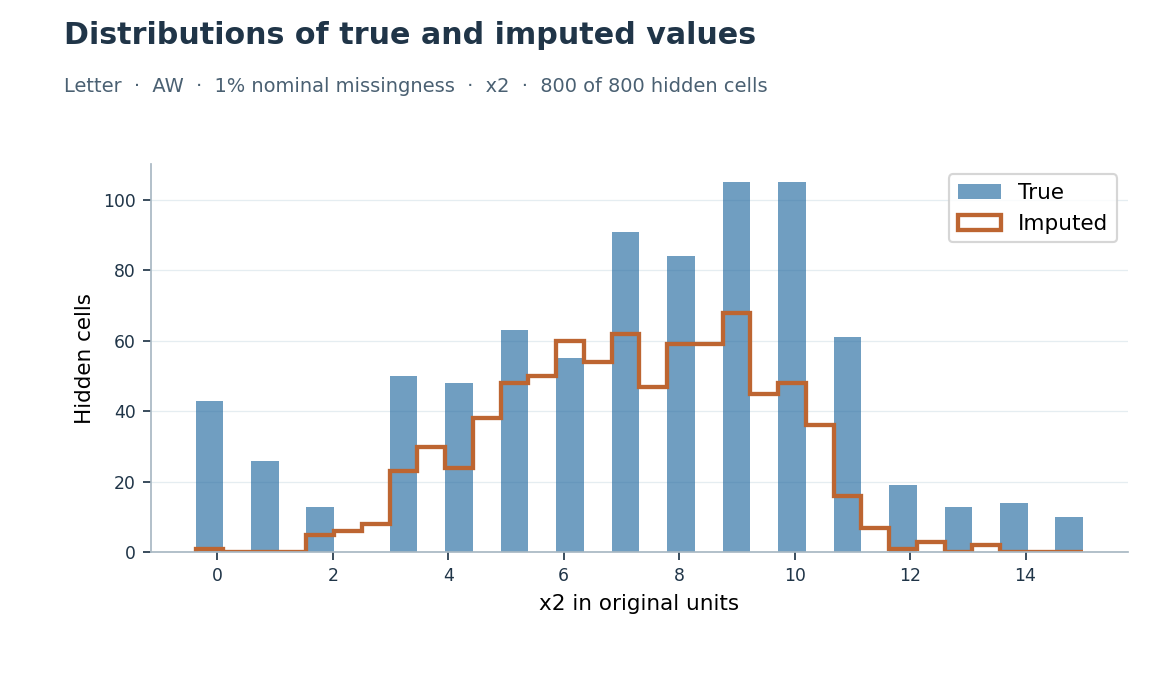 Distributions of true and imputed values
Letter · AW · 1% nominal missingness · x2 · 800 of 800 hidden cells
True
Imputed
Hidden cells
100
80
60
40
20
0
0 2 4 6 8 10 12 14
x2 in original units